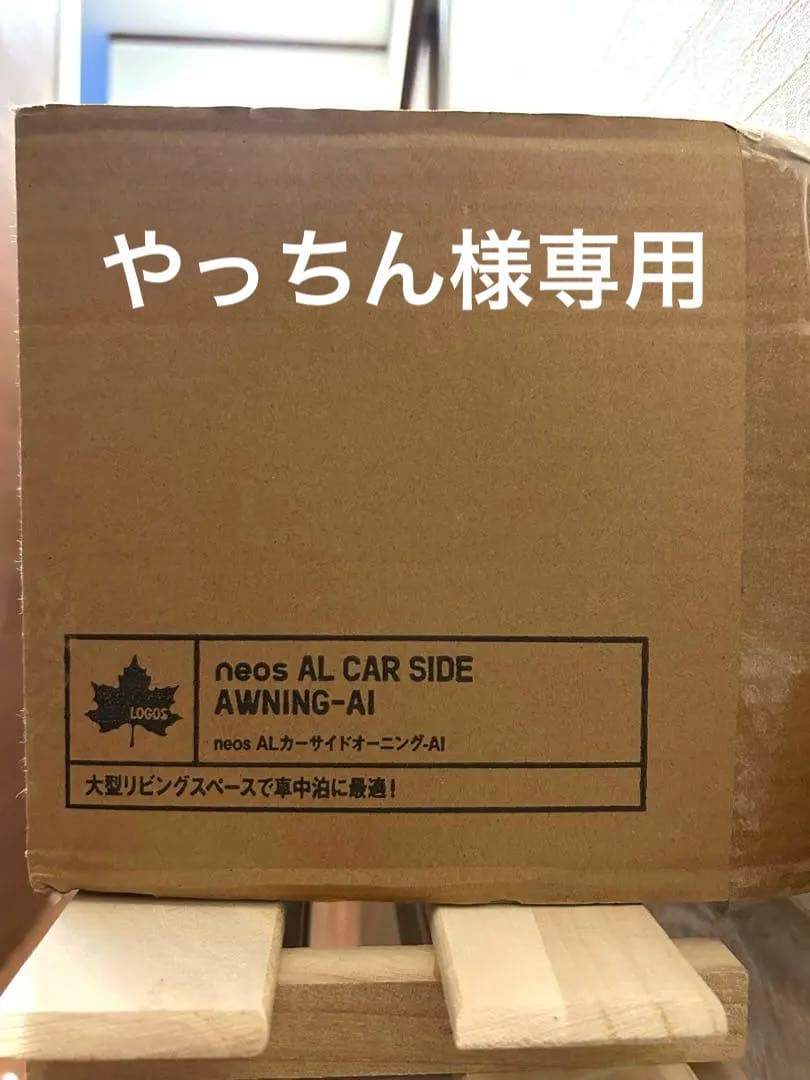 やっちん様専用
LOGOS
neos AL CAR SIDE
AWNING-AI
neos ALカーサイドオーニング-AI
大型リビングスペースで車中泊に最適!